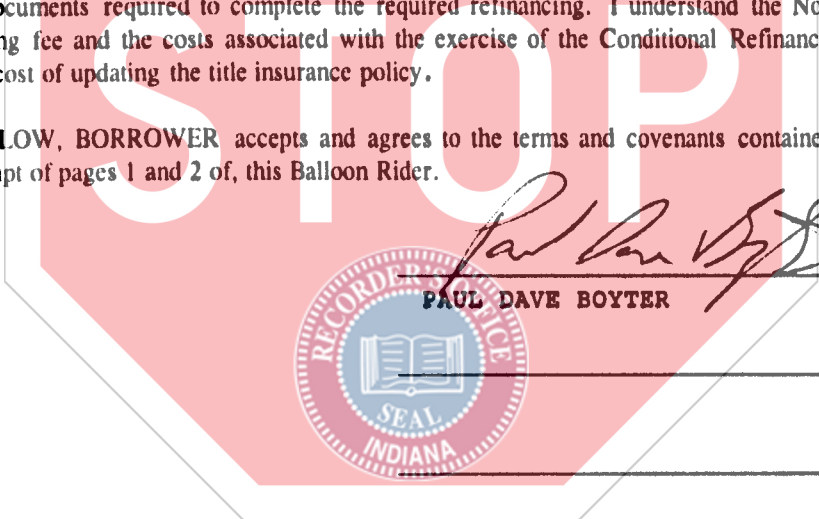 ocuments required to complete the required refinancing. I understand the No
ng fee and the costs associated with the exercise of the Conditional Refinanc
cost of updating the title insurance policy.
LOW, BORROWER accepts and agrees to the terms and covenants containe
pt of pages 1 and 2 of, this Balloon Rider.
STOP
Paul Dave Boyter
PAUL DAVE BOYTER
RECORDER'S OFFICE
SEAL
INDIANA